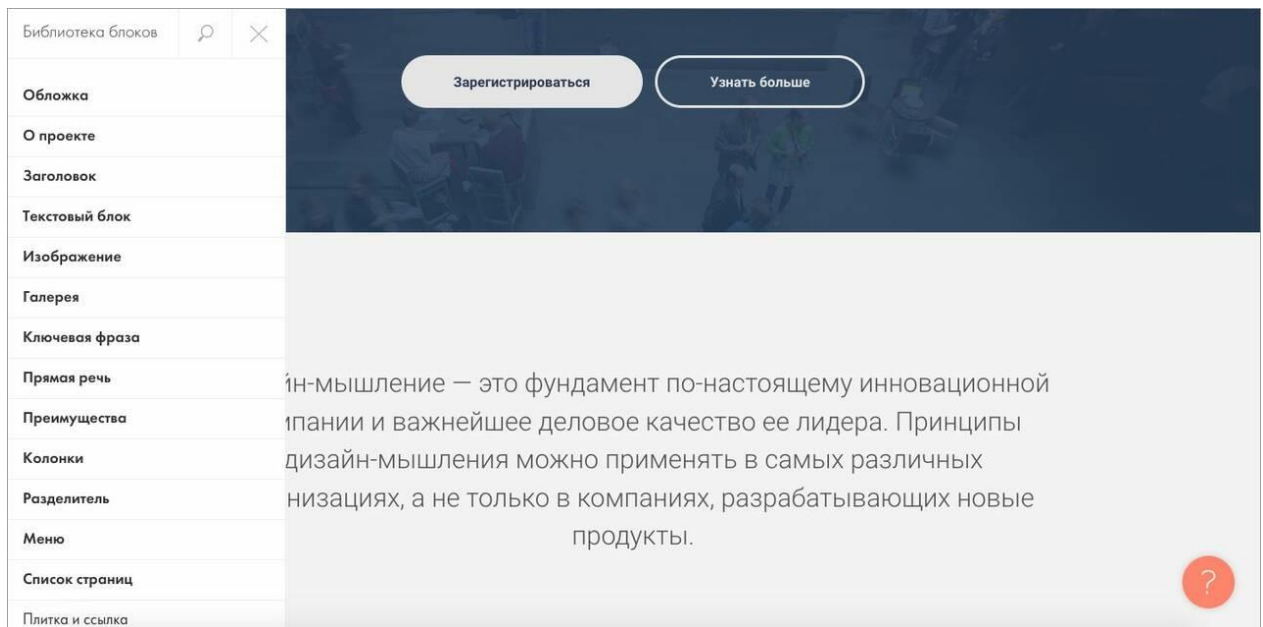 Библиотека блоков
Обложка
О проекте
Заголовок
Текстовый блок
Изображение
Галерея
Ключевая фраза
Прямая речь
Преимущества
Колонки
Разделитель
Меню
Список страниц
Плитка и ссылка
Зарегистрироваться
Узнать больше
йн-мышление — это фундамент по-настоящему инновационной
мпании и важнейшее деловое качество ее лидера. Принципы
дизайн-мышления можно применять в самых различных
низациях, а не только в компаниях, разрабатывающих новые
продукты.
?